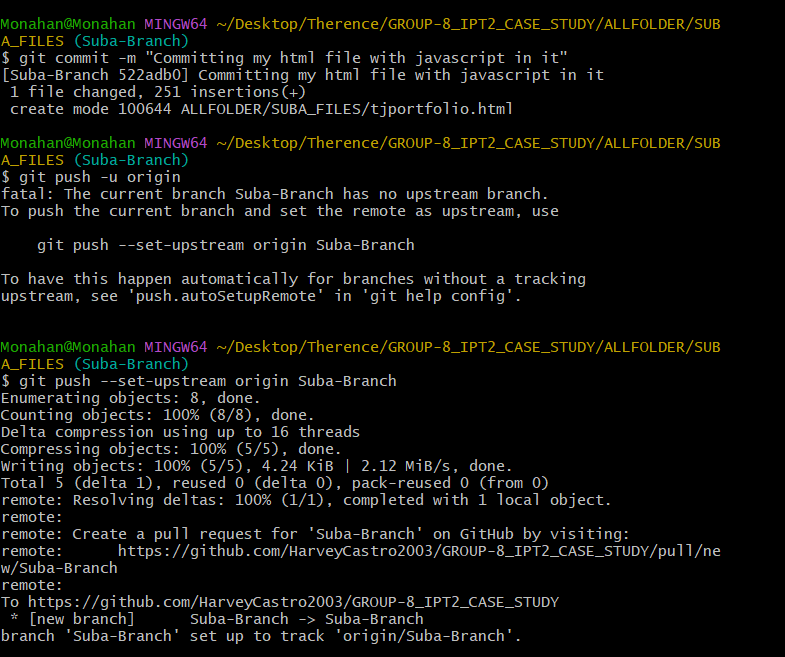 Monahan@Monahan MINGW64 ~/Desktop/Therence/GROUP-8_IPT2_CASE_STUDY/ALLFOLDER/SUB
A_FILES (Suba-Branch)
$ git commit -m "Committing my html file with javascript in it"
[Suba-Branch 522adb0] Committing my html file with javascript in it
 1 file changed, 251 insertions(+)
 create mode 100644 ALLFOLDER/SUBA_FILES/tjportfolio.html
Monahan@Monahan MINGW64 ~/Desktop/Therence/GROUP-8_IPT2_CASE_STUDY/ALLFOLDER/SUB
A_FILES (Suba-Branch)
$ git push -u origin
fatal: The current branch Suba-Branch has no upstream branch.
To push the current branch and set the remote as upstream, use
    git push --set-upstream origin Suba-Branch
To have this happen automatically for branches without a tracking
upstream, see 'push.autoSetupRemote' in 'git help config'.
Monahan@Monahan MINGW64 ~/Desktop/Therence/GROUP-8_IPT2_CASE_STUDY/ALLFOLDER/SUB
A_FILES (Suba-Branch)
$ git push --set-upstream origin Suba-Branch
Enumerating objects: 8, done.
Counting objects: 100% (8/8), done.
Delta compression using up to 16 threads
Compressing objects: 100% (5/5), done.
Writing objects: 100% (5/5), 4.24 KiB | 2.12 MiB/s, done.
Total 5 (delta 1), reused 0 (delta 0), pack-reused 0 (from 0)
remote: Resolving deltas: 100% (1/1), completed with 1 local object.
remote:
remote: Create a pull request for 'Suba-Branch' on GitHub by visiting:
remote:      https://github.com/HarveyCastro2003/GROUP-8_IPT2_CASE_STUDY/pull/ne
w/Suba-Branch
remote:
To https://github.com/HarveyCastro2003/GROUP-8_IPT2_CASE_STUDY
 * [new branch]      Suba-Branch -> Suba-Branch
branch 'Suba-Branch' set up to track 'origin/Suba-Branch'.